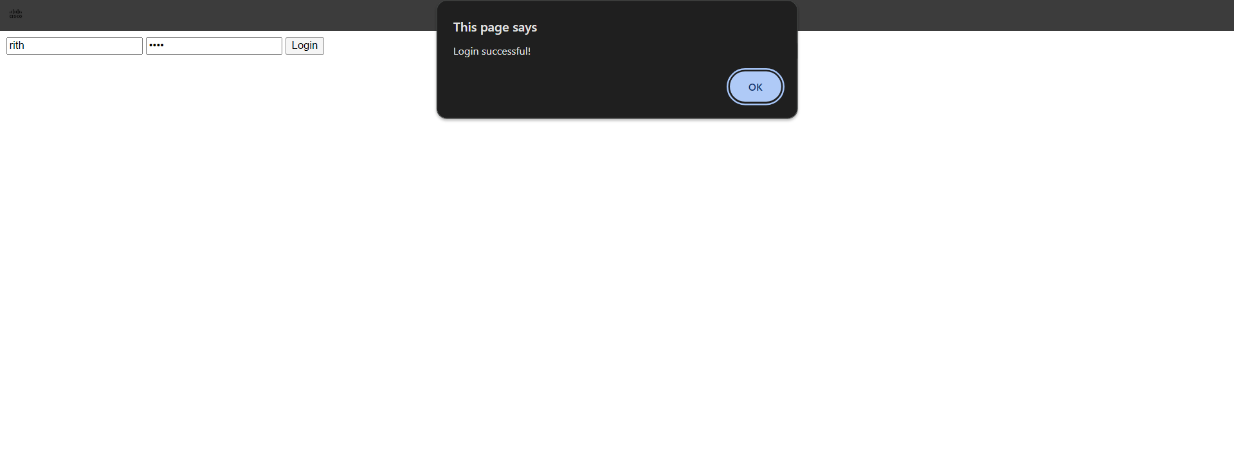 This page says
Login successful!
OK
rith
••••
Login